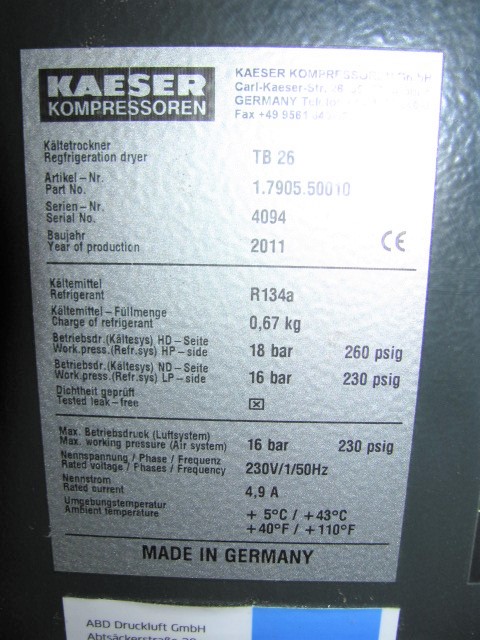 KAESER
KOMPRESSOREN
KAESER
Carl-Kaeser-Str.
GERMANY
Fax +49 9561
Kältetrockner
Regfrigeration dryer TB 26
Artikel-Nr.
Part No. 1.7905.50010
Serien-Nr.
Serial No. 4094
Baujahr
Year of production 2011 CE
Kältemittel
Refrigerant R134a
Kältemittel-Füllmenge
Charge of refrigerant 0,67 kg
Betriebsdr.(Kältesys) HD-Seite
Work.press.(Refr.sys) HP-side 18 bar 260 psig
Betriebsdr.(Kältesys) ND-Seite
Work.press.(Refr.sys) LP-side 16 bar 230 psig
Dichtheit geprüft
Tested leak-free ☒
Max. Betriebsdruck (Luftsystem)
Max. working pressure (Air system) 16 bar 230 psig
Nennspannung / Phase / Frequenz
Rated voltage / Phases / Frequency 230V/1/50Hz
Nennstrom
Rated current 4,9 A
Umgebungstemperatur
Ambient temperature + 5°C / +43°C
+40°F / +110°F
MADE IN GERMANY
ABD Druckluft GmbH